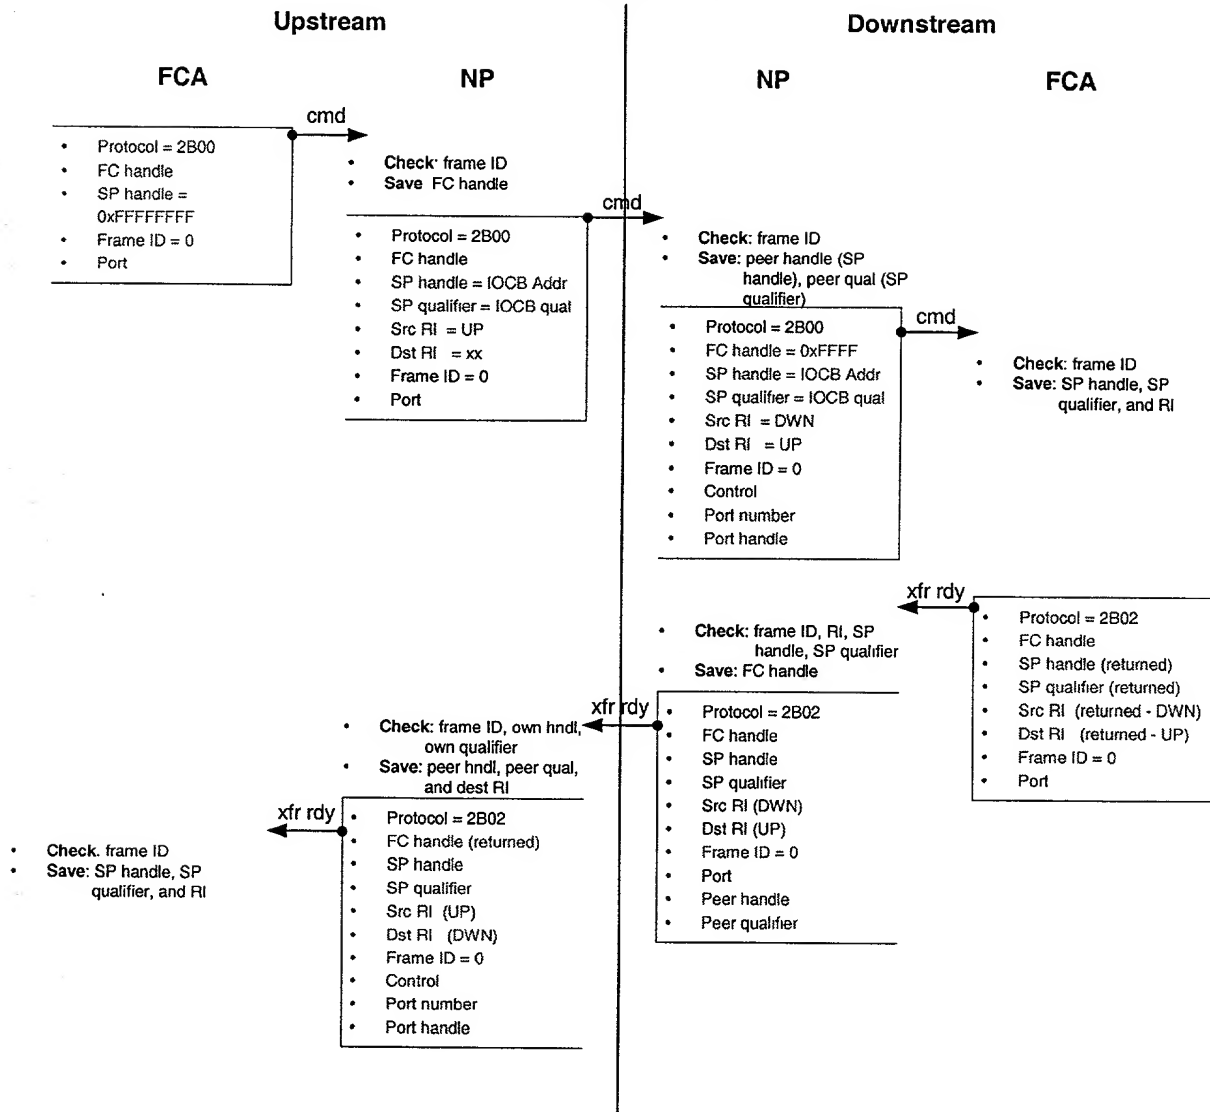 Upstream
Downstream
FCA
NP
NP
FCA
cmd
• Protocol = 2B00
• FC handle
• SP handle =
0xFFFFFFFF
• Frame ID = 0
• Port
• Check: frame ID
• Save FC handle
cmd
• Protocol = 2B00
• FC handle
• SP handle = IOCB Addr
• SP qualifier = IOCB qual
• Src RI = UP
• Dst RI = xx
• Frame ID = 0
• Port
• Check: frame ID
• Save: peer handle (SP
handle), peer qual (SP
qualifier)
cmd
• Protocol = 2B00
• FC handle = 0xFFFF
• SP handle = IOCB Addr
• SP qualifier = IOCB qual
• Src RI = DWN
• Dst RI = UP
• Frame ID = 0
• Control
• Port number
• Port handle
• Check: frame ID
• Save: SP handle, SP
qualifier, and RI
xfr rdy
• Protocol = 2B02
• FC handle
• SP handle (returned)
• SP qualifier (returned)
• Src RI (returned - DWN)
• Dst RI (returned - UP)
• Frame ID = 0
• Port
• Check: frame ID, RI, SP
handle, SP qualifier
• Save: FC handle
xfr rdy
• Protocol = 2B02
• FC handle
• SP handle
• SP qualifier
• Src RI (DWN)
• Dst RI (UP)
• Frame ID = 0
• Port
• Peer handle
• Peer qualifier
• Check: frame ID, own hndl,
own qualifier
• Save: peer hndl, peer qual,
and dest RI
xfr rdy
• Protocol = 2B02
• FC handle (returned)
• SP handle
• SP qualifier
• Src RI (UP)
• Dst RI (DWN)
• Frame ID = 0
• Control
• Port number
• Port handle
• Check. frame ID
• Save: SP handle, SP
qualifier, and RI